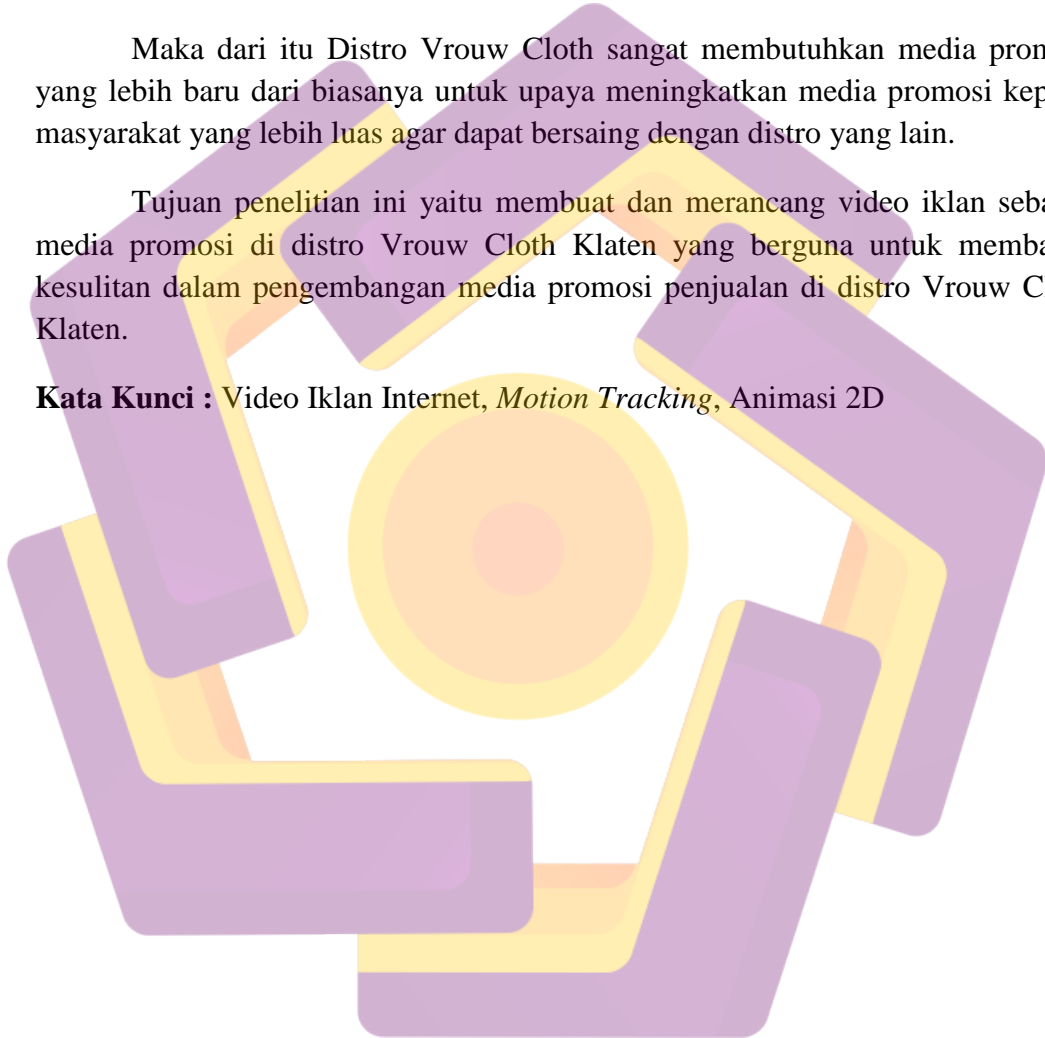 Maka dari itu Distro Vrouw Cloth sangat membutuhkan media prom
yang lebih baru dari biasanya untuk upaya meningkatkan media promosi kep
masyarakat yang lebih luas agar dapat bersaing dengan distro yang lain.
Tujuan penelitian ini yaitu membuat dan merancang video iklan seba
media promosi di distro Vrouw Cloth Klaten yang berguna untuk memba
kesulitan dalam pengembangan media promosi penjualan di distro Vrouw Cl
Klaten.
Kata Kunci : Video Iklan Internet, Motion Tracking, Animasi 2D